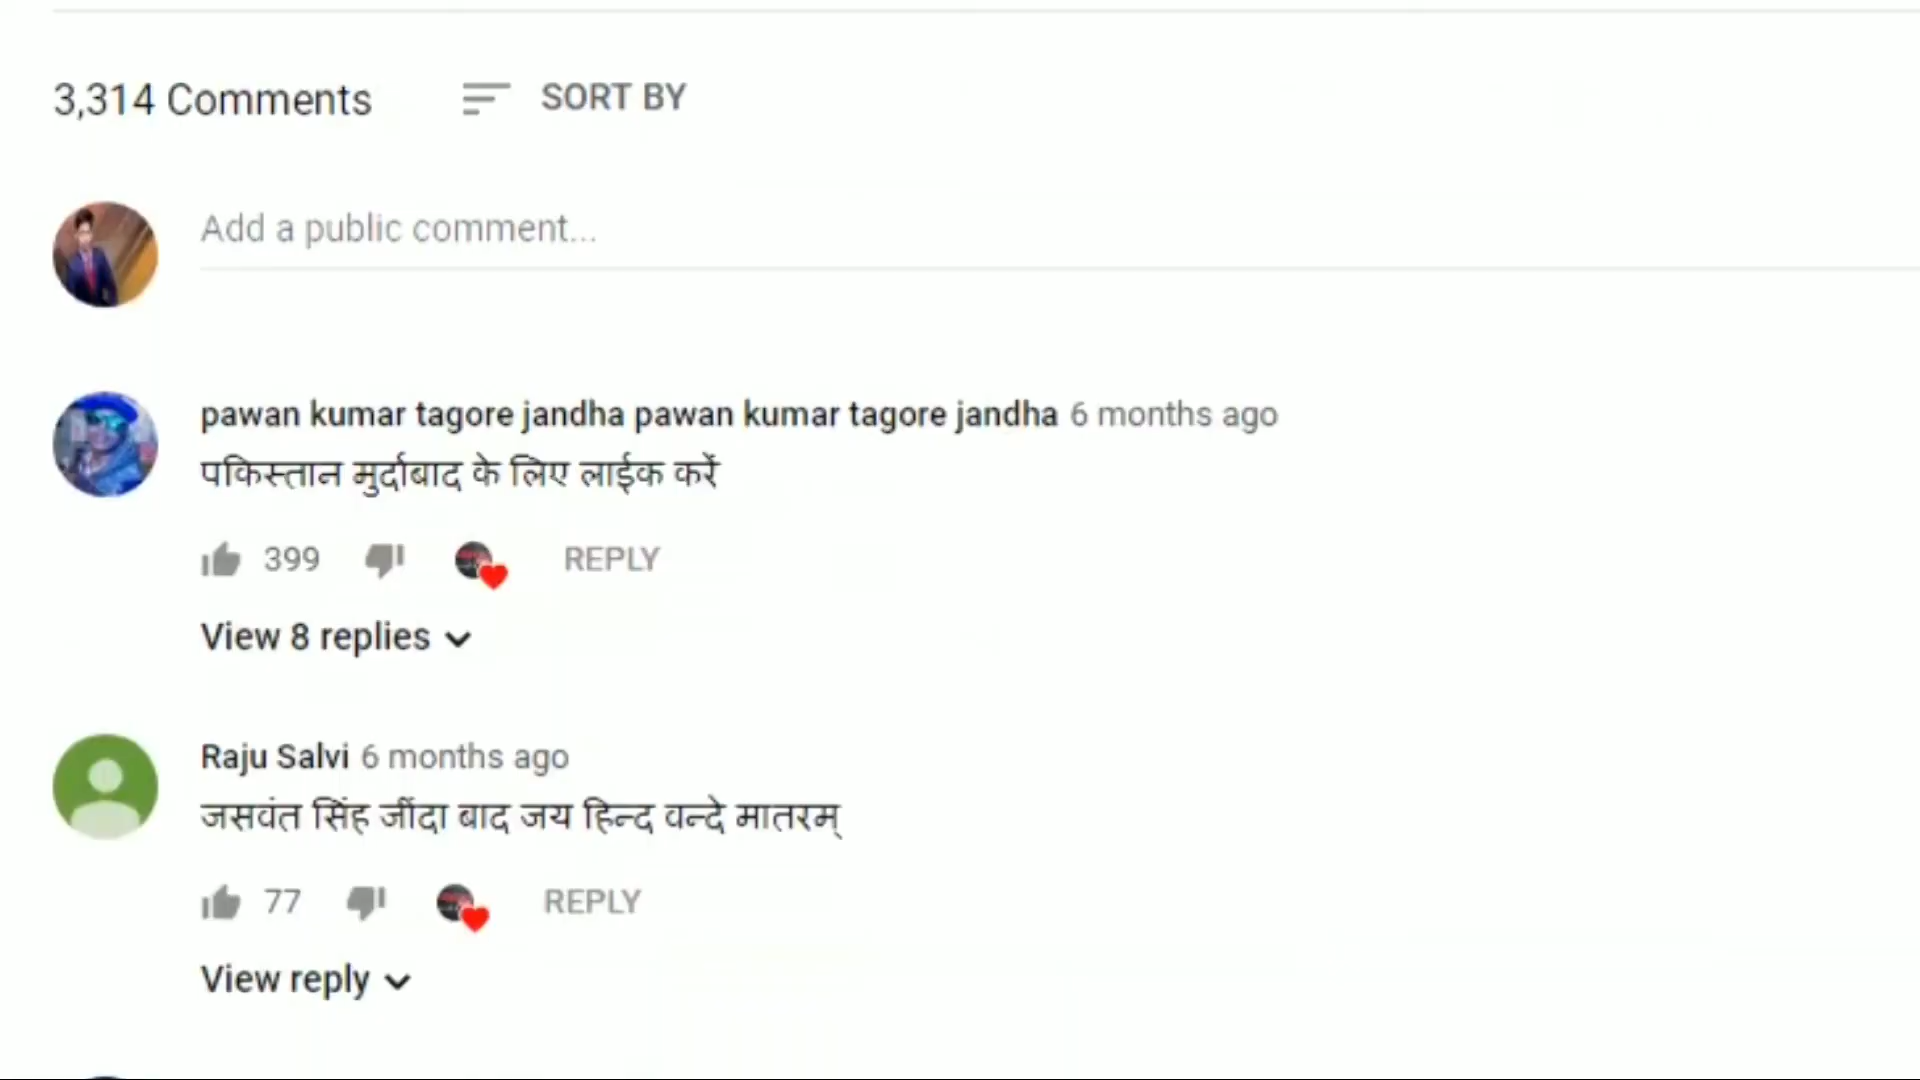 3,314 Comments SORT BY
Add a public comment...
pawan kumar tagore jandha pawan kumar tagore jandha 6 months ago
पकिस्तान मुर्दाबाद के लिए लाईक करें
399 REPLY
View 8 replies
Raju Salvi 6 months ago
जसवंत सिंह जींदा बाद जय हिन्द वन्दे मातरम्
77 REPLY
View reply